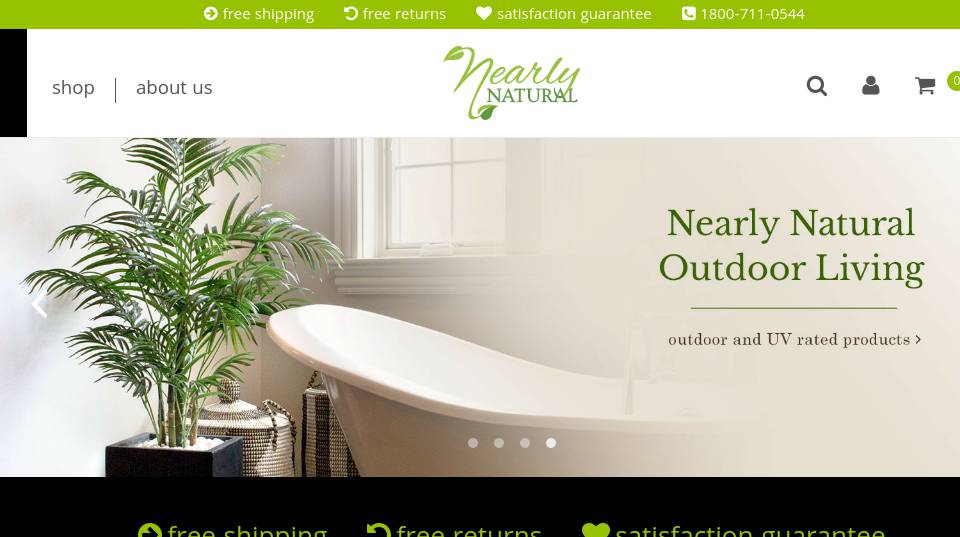 free shipping free returns satisfaction guarantee 1800-711-0544
shop about us
Nearly
NATURAL
0
Nearly Natural
Outdoor Living
outdoor and UV rated products
free shipping free returns satisfaction guarantee